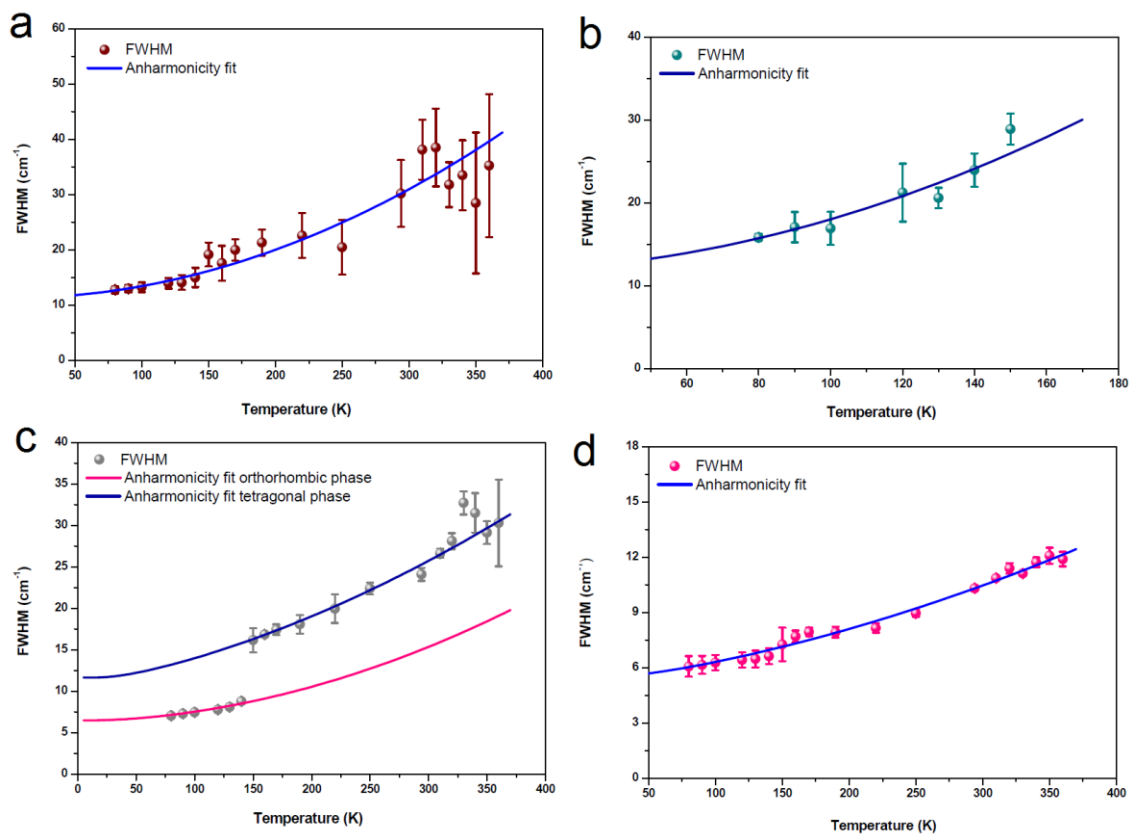 a
60
50
40
30
20
10
0
FWHM (cm⁻¹)
FWHM
Anharmonicity fit
50 100 150 200 250 300 350 400
Temperature (K)
b
40
30
20
10
0
FWHM (cm⁻¹)
FWHM
Anharmonicity fit
60 80 100 120 140 160 180
Temperature (K)
c
40
35
30
25
20
15
10
5
0
FWHM (cm⁻¹)
FWHM
Anharmonicity fit orthorhombic phase
Anharmonicity fit tetragonal phase
0 50 100 150 200 250 300 350 400
Temperature (K)
d
18
15
12
9
6
3
0
FWHM (cm⁻¹)
FWHM
Anharmonicity fit
50 100 150 200 250 300 350 400
Temperature (K)